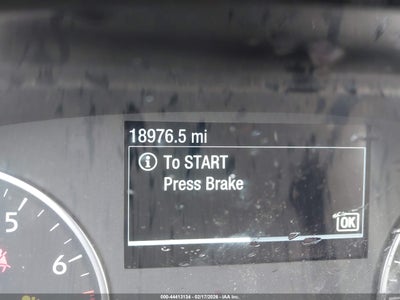 18976.5 mi
To START
Press Brake
OK
5
6
000-44413134 - 02/17/2026 - IAA Inc.